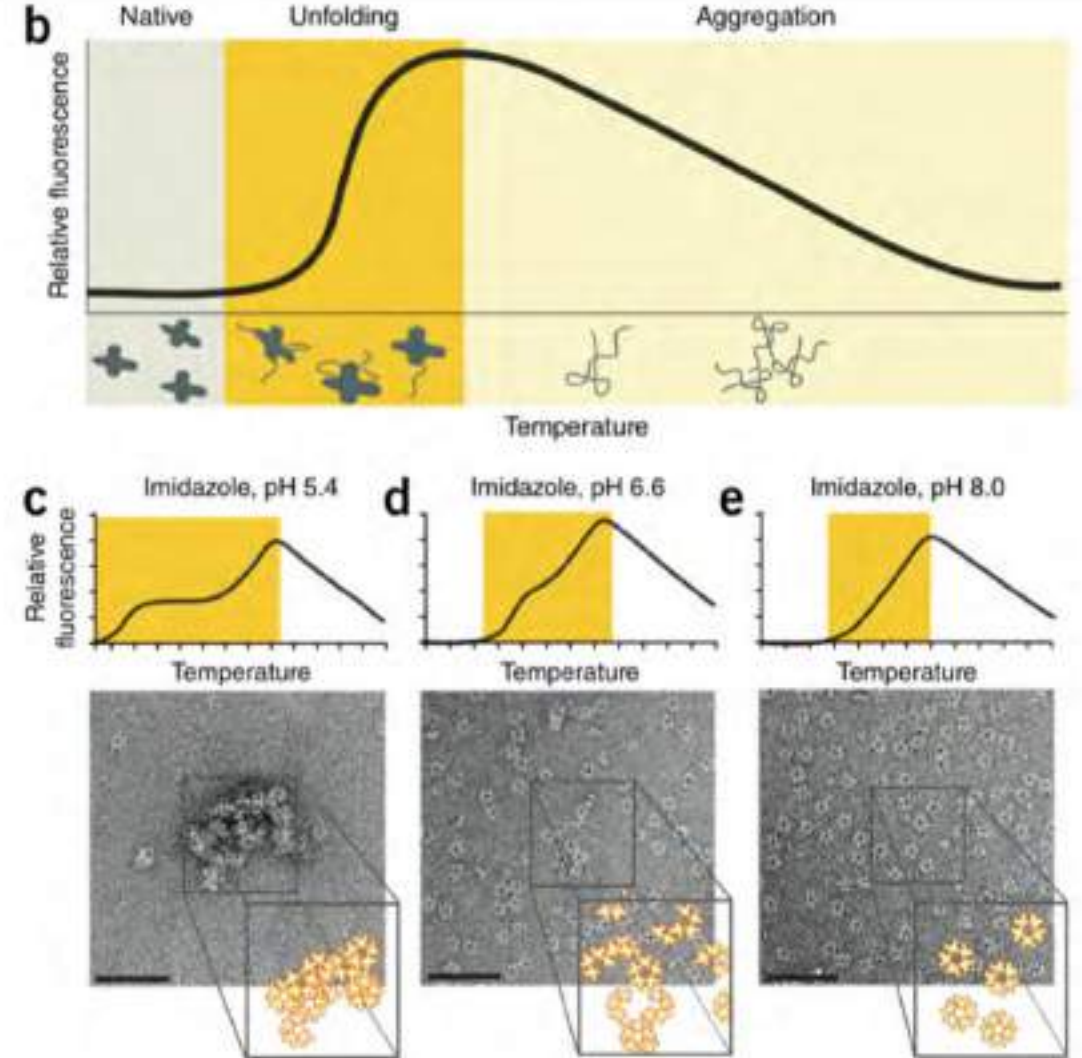 b
Native Unfolding Aggregation
Relative fluorescence
Temperature
c Imidazole, pH 5.4
d Imidazole, pH 6.6
e Imidazole, pH 8.0
Relative
fluorescence
Temperature Temperature Temperature